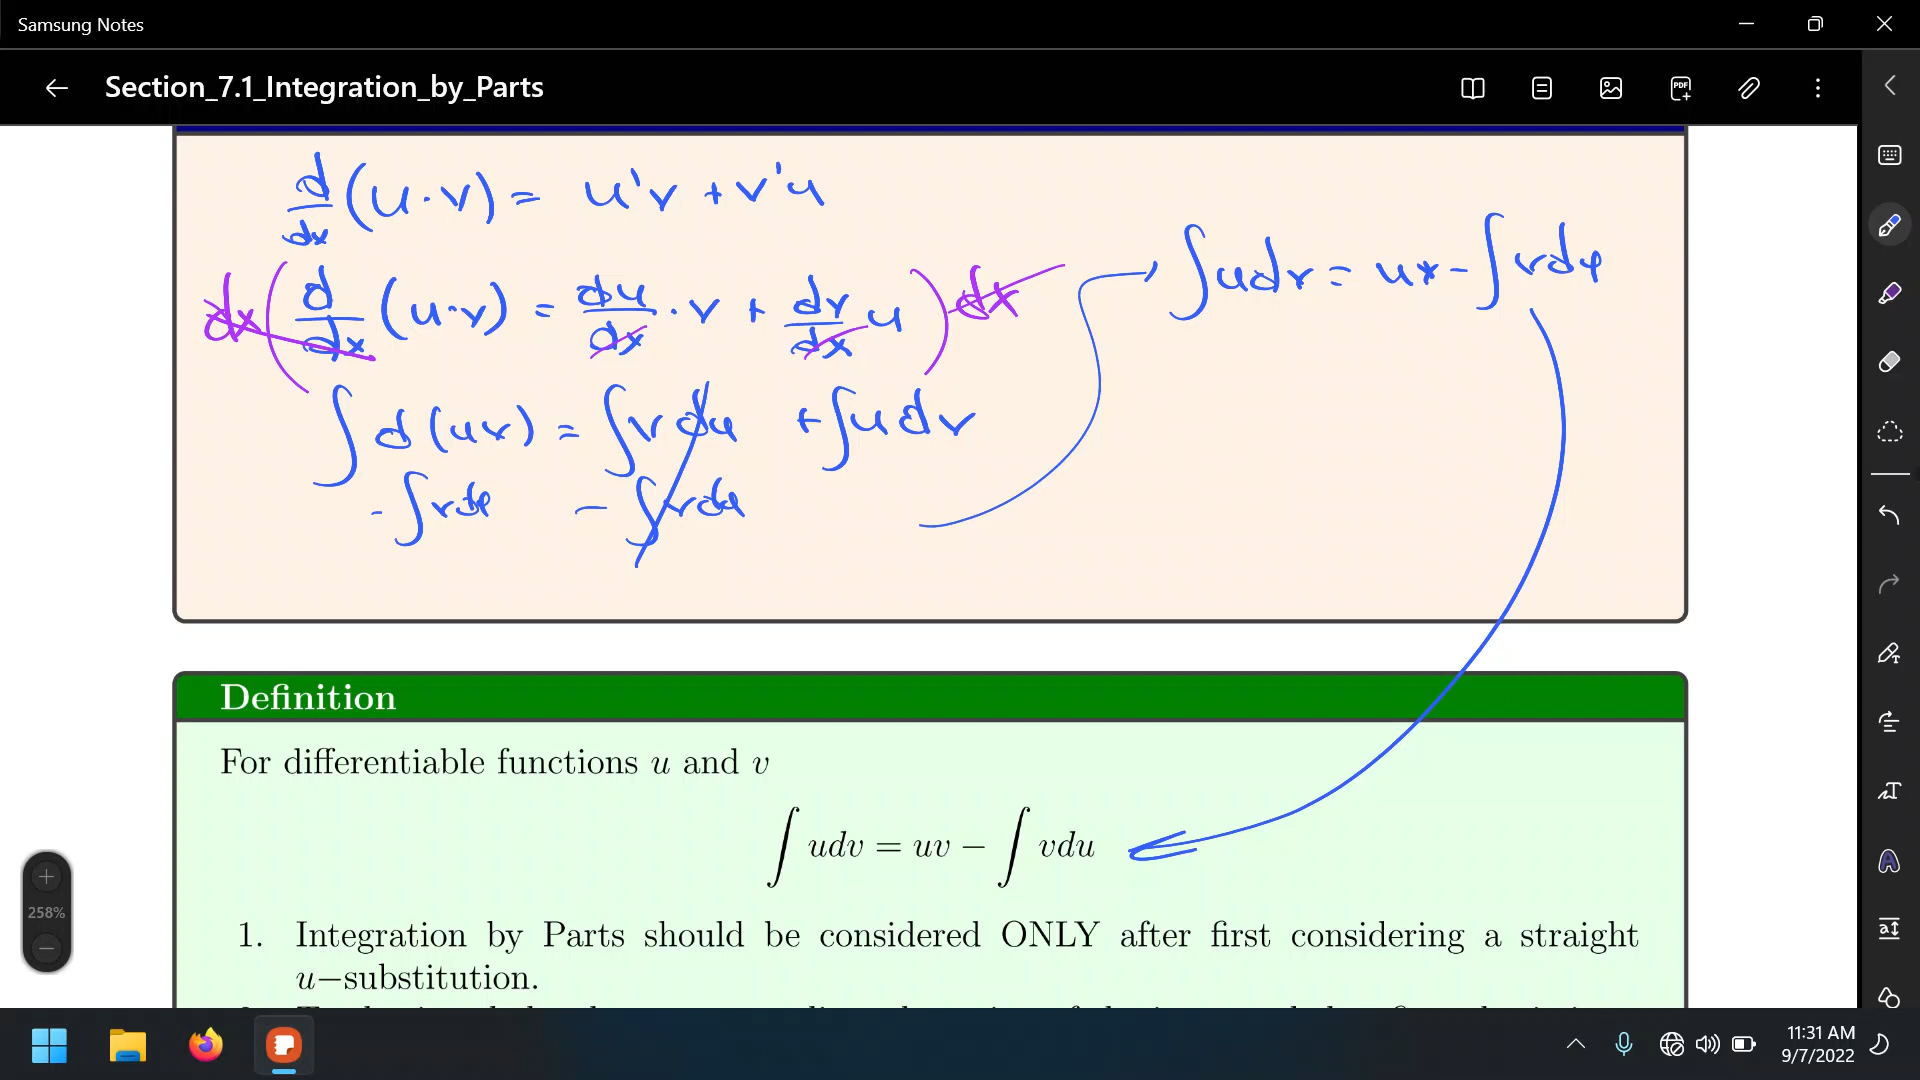 Samsung Notes
Section_7.1_Integration_by_Parts
d/dx (u·v) = u'v + v'u
dx( d/dx (u·v) = du/dx · v + dv/dx u )dx
∫ d(uv) = ∫ v du + ∫ u dv
- ∫ v du - ∫ v du
∫ u dv = uv - ∫ v du
Definition
For differentiable functions u and v
∫ udv = uv − ∫ vdu
1. Integration by Parts should be considered ONLY after first considering a straight
u−substitution.
258%
11:31 AM
9/7/2022